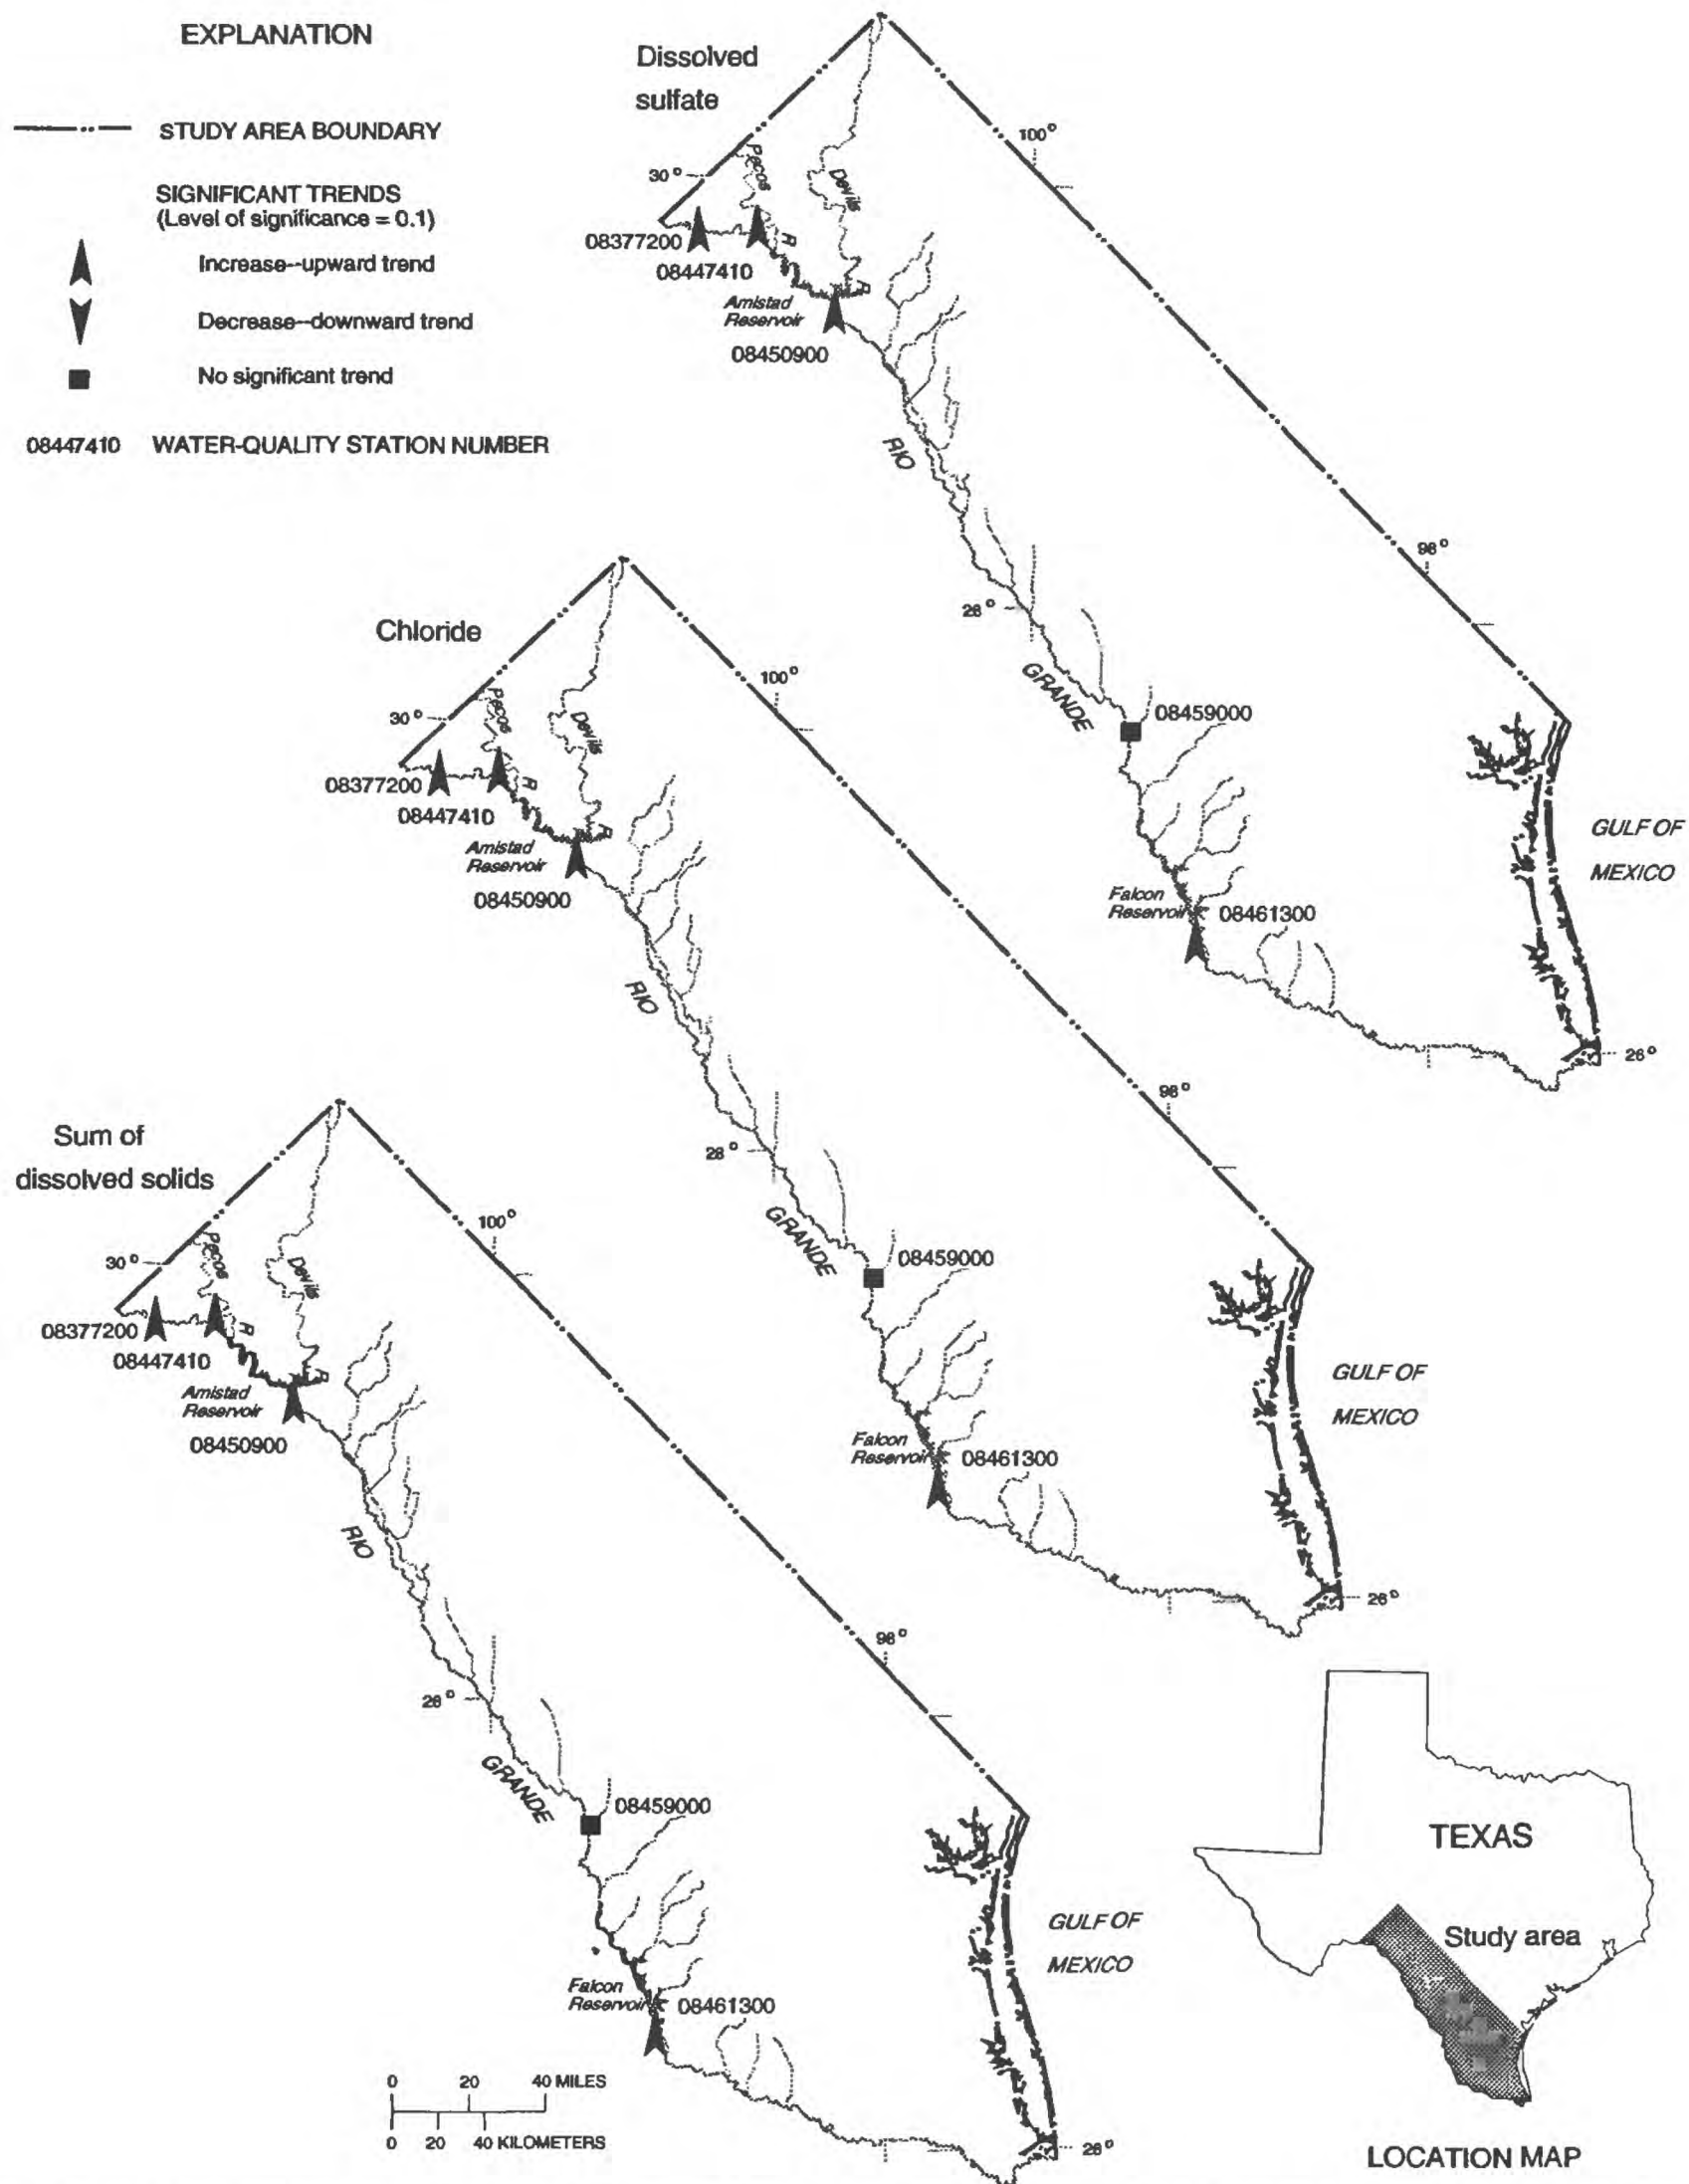 EXPLANATION
STUDY AREA BOUNDARY
SIGNIFICANT TRENDS
(Level of significance = 0.1)
Increase--upward trend
Decrease--downward trend
No significant trend
08447410 WATER-QUALITY STATION NUMBER
Dissolved
sulfate
100°
30°
Pecos
R
Devils
R
08377200
08447410
Amistad
Reservoir
08450900
RIO
98°
28°
GRANDE
08459000
GULF OF
MEXICO
Falcon
Reservoir
08461300
26°
Chloride
100°
30°
Pecos
R
Devils
R
08377200
08447410
Amistad
Reservoir
08450900
RIO
98°
28°
GRANDE
08459000
GULF OF
MEXICO
Falcon
Reservoir
08461300
26°
Sum of
dissolved solids
100°
30°
Pecos
R
Devils
R
08377200
08447410
Amistad
Reservoir
08450900
RIO
98°
28°
GRANDE
08459000
GULF OF
MEXICO
Falcon
Reservoir
08461300
26°
0 20 40 MILES
0 20 40 KILOMETERS
TEXAS
Study area
LOCATION MAP